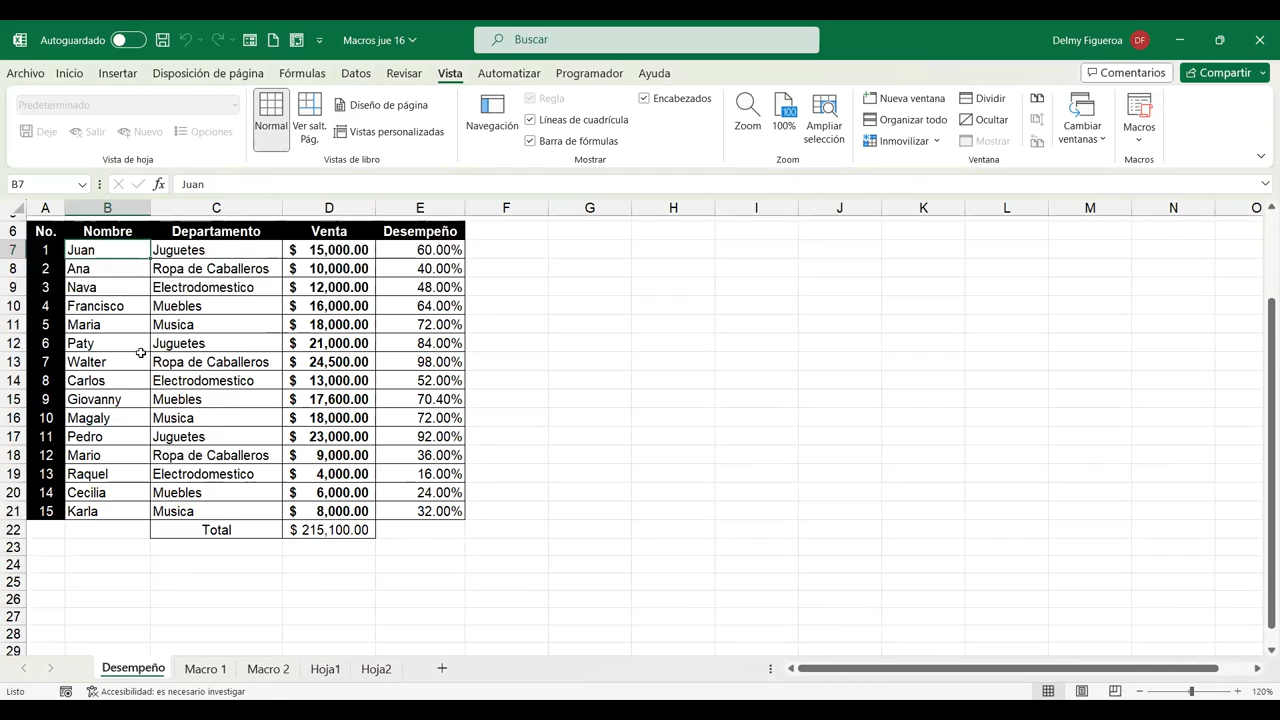 Autoguardado
Macros jue 16
Buscar
Delmy Figueroa DF
Archivo Inicio Insertar Disposición de página Fórmulas Datos Revisar Vista Automatizar Programador Ayuda Comentarios Compartir
Predeterminado
Deje Salir Nuevo Opciones
Vista de hoja
Normal
Ver salt. Pág.
Diseño de página
Vistas personalizadas
Vistas de libro
Navegación
Regla
Líneas de cuadrícula
Barra de fórmulas
Encabezados
Mostrar
Zoom
100
100%
Ampliar selección
Zoom
Nueva ventana
Organizar todo
Inmovilizar
Dividir
Ocultar
Mostrar
Cambiar ventanas
Ventana
Macros
Macros
B7 fx Juan
A B C D E F G H I J K L M N O
6 No. Nombre Departamento Venta Desempeño
7 1 Juan Juguetes $ 15,000.00 60.00%
8 2 Ana Ropa de Caballeros $ 10,000.00 40.00%
9 3 Nava Electrodomestico $ 12,000.00 48.00%
10 4 Francisco Muebles $ 16,000.00 64.00%
11 5 Maria Musica $ 18,000.00 72.00%
12 6 Paty Juguetes $ 21,000.00 84.00%
13 7 Walter Ropa de Caballeros $ 24,500.00 98.00%
14 8 Carlos Electrodomestico $ 13,000.00 52.00%
15 9 Giovanny Muebles $ 17,600.00 70.40%
16 10 Magaly Musica $ 18,000.00 72.00%
17 11 Pedro Juguetes $ 23,000.00 92.00%
18 12 Mario Ropa de Caballeros $ 9,000.00 36.00%
19 13 Raquel Electrodomestico $ 4,000.00 16.00%
20 14 Cecilia Muebles $ 6,000.00 24.00%
21 15 Karla Musica $ 8,000.00 32.00%
22 Total $ 215,100.00
23
24
25
26
27
28
29
Desempeño Macro 1 Macro 2 Hoja1 Hoja2
Listo Accesibilidad: es necesario investigar 120%